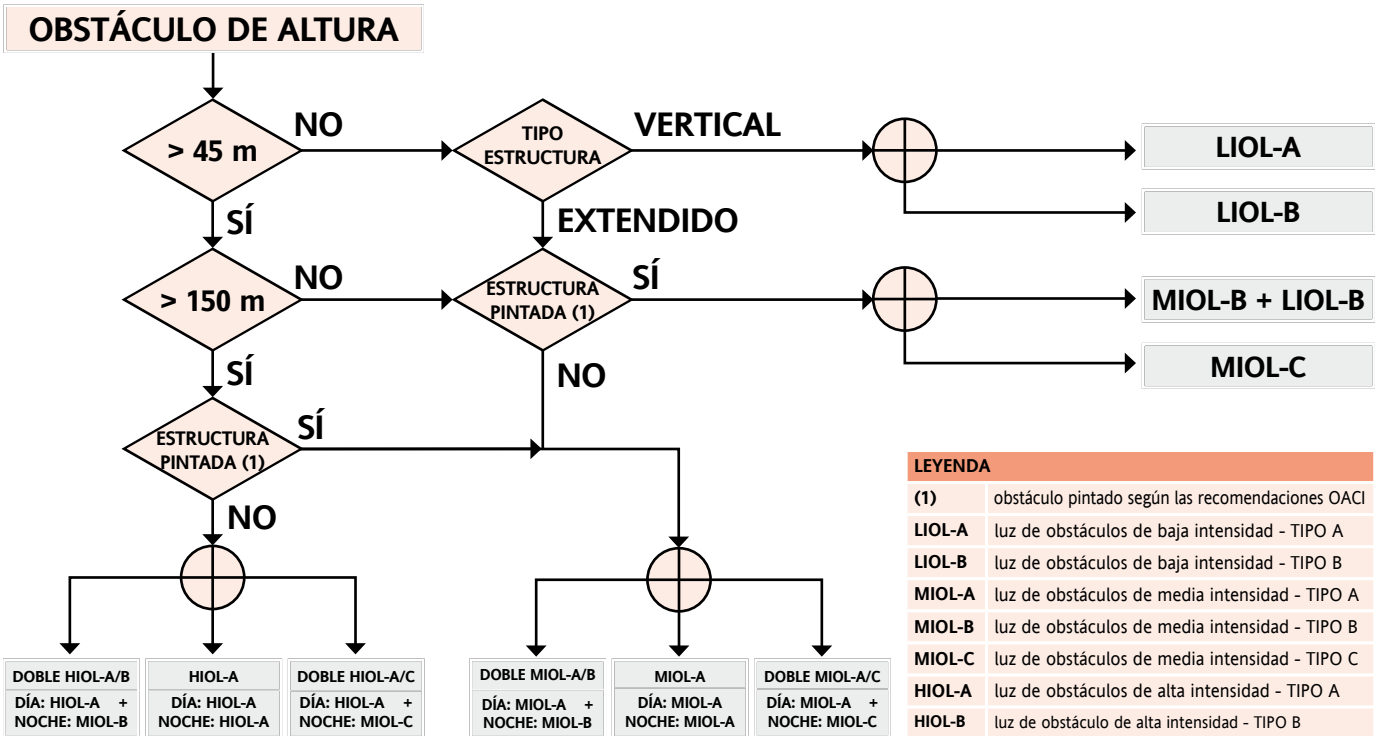 OBSTÁCULO DE ALTURA
> 45 m
NO
TIPO
ESTRUCTURA
VERTICAL
LIOL-A
LIOL-B
SÍ
EXTENDIDO
> 150 m
NO
ESTRUCTURA
PINTADA (1)
SÍ
MIOL-B + LIOL-B
MIOL-C
SÍ
NO
ESTRUCTURA
PINTADA (1)
SÍ
NO
DOBLE HIOL-A/B
DÍA: HIOL-A +
NOCHE: MIOL-B
HIOL-A
DÍA: HIOL-A
NOCHE: HIOL-A
DOBLE HIOL-A/C
DÍA: HIOL-A +
NOCHE: MIOL-C
DOBLE MIOL-A/B
DÍA: MIOL-A +
NOCHE: MIOL-B
MIOL-A
DÍA: MIOL-A
NOCHE: MIOL-A
DOBLE MIOL-A/C
DÍA: MIOL-A +
NOCHE: MIOL-C
LEYENDA
(1) obstáculo pintado según las recomendaciones OACI
LIOL-A luz de obstáculos de baja intensidad - TIPO A
LIOL-B luz de obstáculos de baja intensidad - TIPO B
MIOL-A luz de obstáculos de media intensidad - TIPO A
MIOL-B luz de obstáculos de media intensidad - TIPO B
MIOL-C luz de obstáculos de media intensidad - TIPO C
HIOL-A luz de obstáculos de alta intensidad - TIPO A
HIOL-B luz de obstáculo de alta intensidad - TIPO B